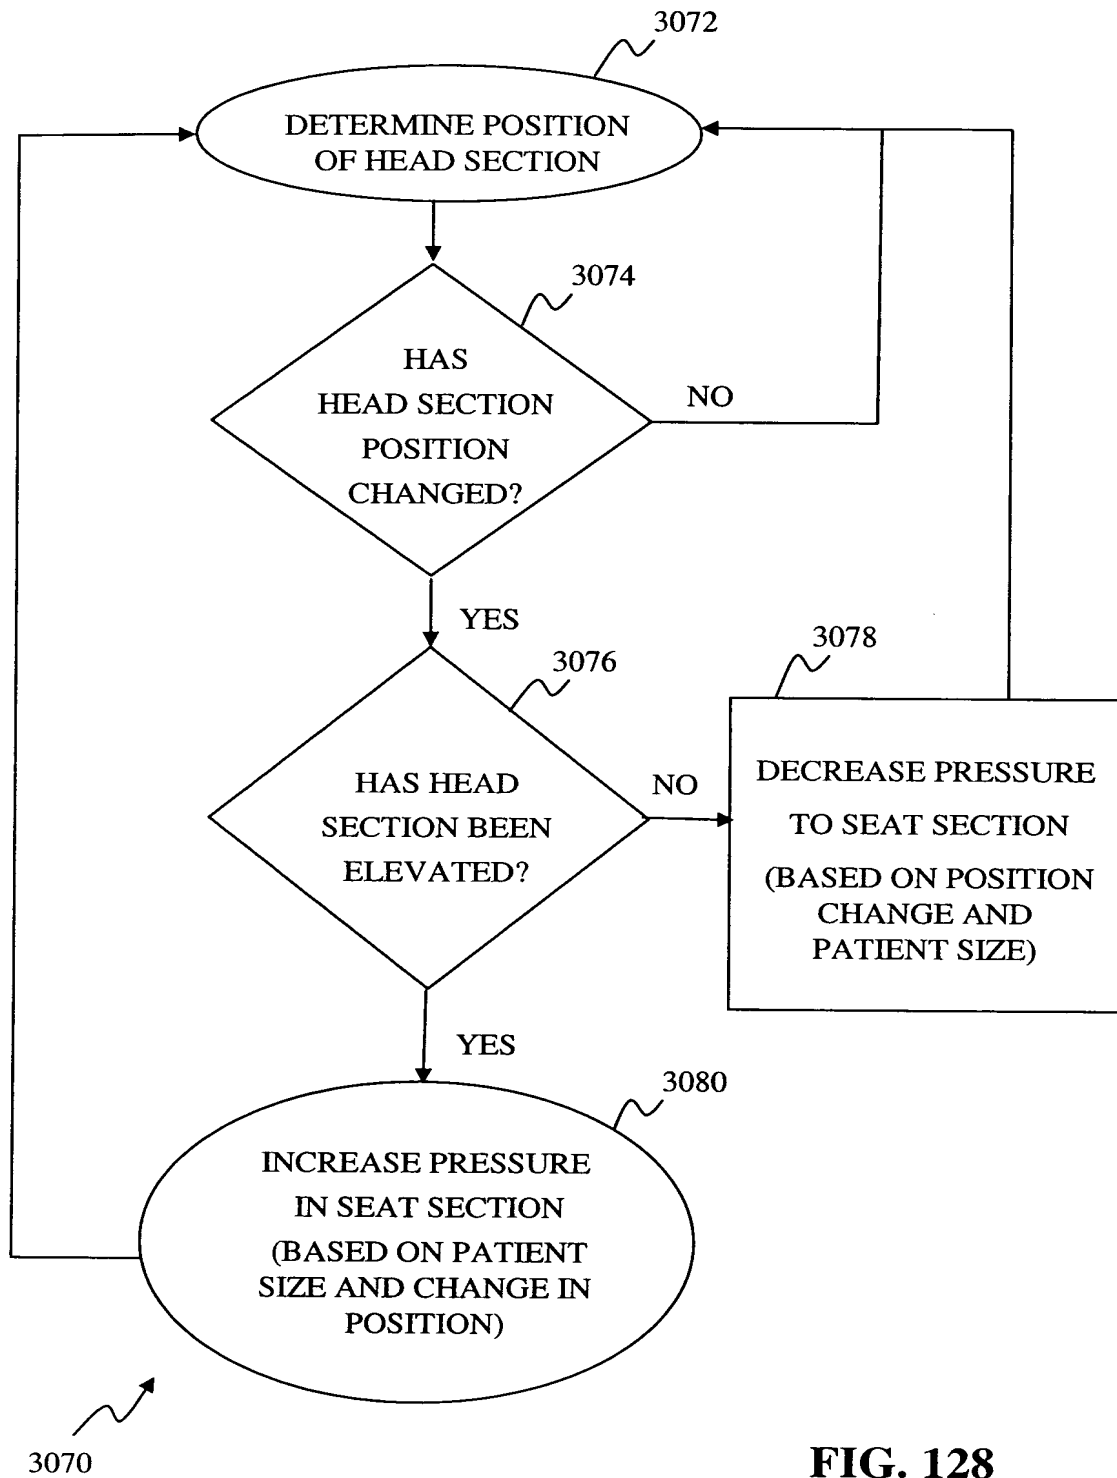 3072
DETERMINE POSITION
OF HEAD SECTION
3074
HAS
HEAD SECTION
POSITION
CHANGED?
NO
YES
3076
HAS HEAD
SECTION BEEN
ELEVATED?
NO
3078
DECREASE PRESSURE
TO SEAT SECTION
(BASED ON POSITION
CHANGE AND
PATIENT SIZE)
YES
3080
INCREASE PRESSURE
IN SEAT SECTION
(BASED ON PATIENT
SIZE AND CHANGE IN
POSITION)
3070
FIG. 128